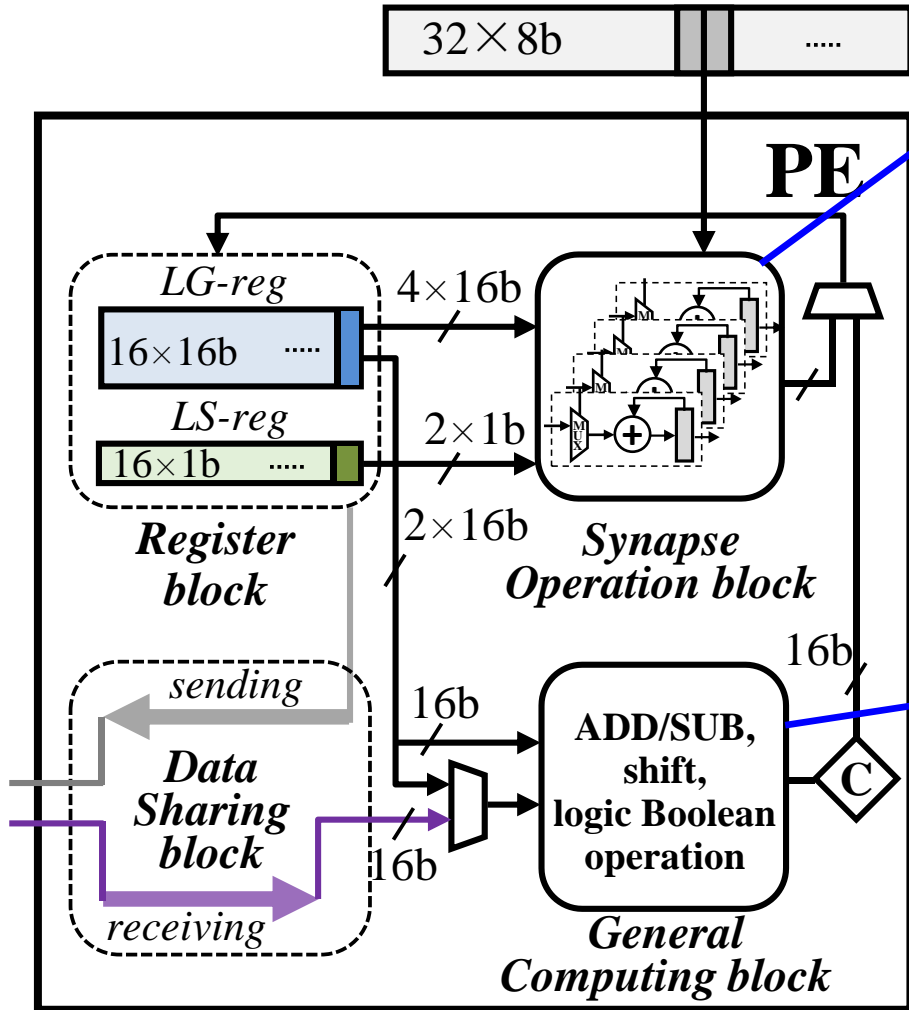 32×8b .....
PE
LG-reg
4×16b
16×16b .....
LS-reg
2×1b
16×1b .....
M
M
M
MUX
+
Register
block
2×16b
Synapse
Operation block
16b
sending
16b
ADD/SUB,
shift,
logic Boolean
operation
C
Data
Sharing
block
16b
receiving
General
Computing block